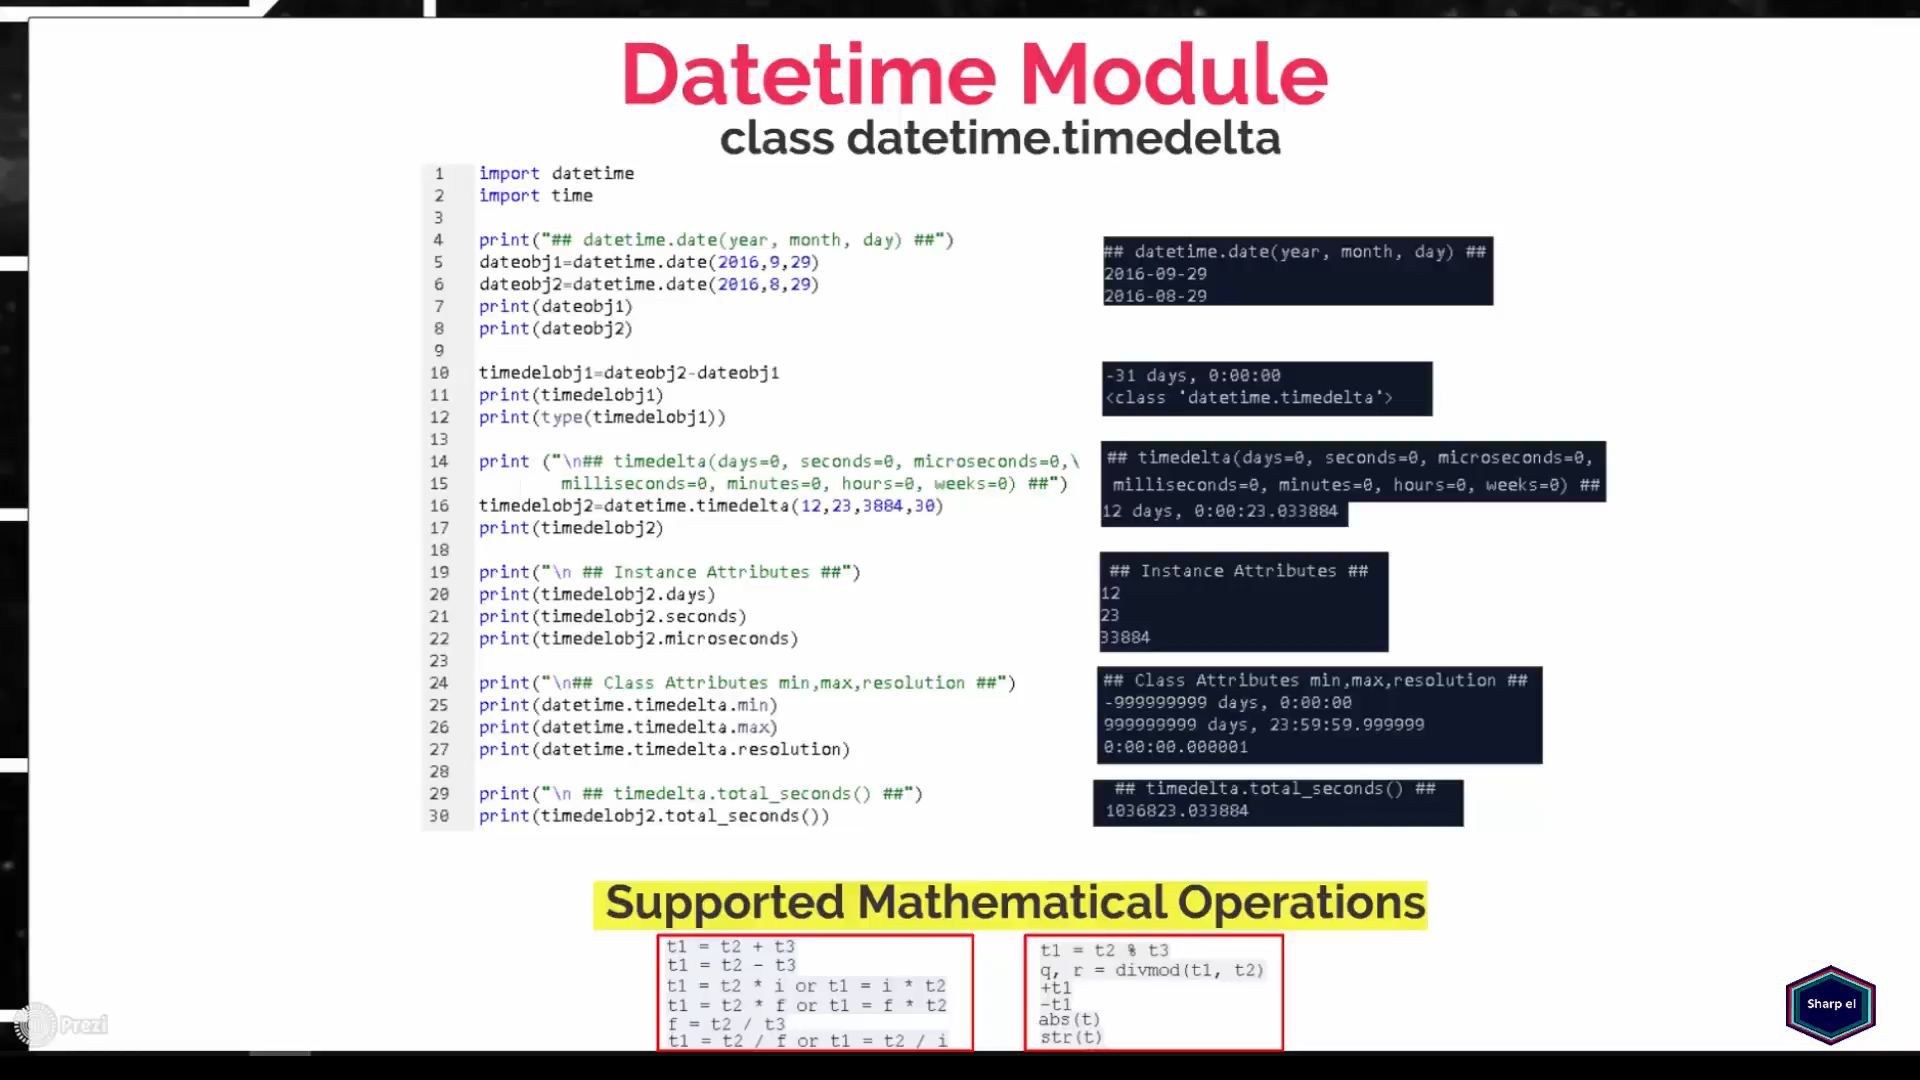 Datetime Module
class datetime.timedelta
1 import datetime
2 import time
3
4 print("## datetime.date(year, month, day) ##")
5 dateobj1=datetime.date(2016,9,29)
6 dateobj2=datetime.date(2016,8,29)
7 print(dateobj1)
8 print(dateobj2)
9
10 timedelobj1=dateobj2-dateobj1
11 print(timedelobj1)
12 print(type(timedelobj1))
13
14 print ("\n## timedelta(days=0, seconds=0, microseconds=0,\
15 milliseconds=0, minutes=0, hours=0, weeks=0) ##")
16 timedelobj2=datetime.timedelta(12,23,3884,30)
17 print(timedelobj2)
18
19 print("\n ## Instance Attributes ##")
20 print(timedelobj2.days)
21 print(timedelobj2.seconds)
22 print(timedelobj2.microseconds)
23
24 print("\n## Class Attributes min,max,resolution ##")
25 print(datetime.timedelta.min)
26 print(datetime.timedelta.max)
27 print(datetime.timedelta.resolution)
28
29 print("\n ## timedelta.total_seconds() ##")
30 print(timedelobj2.total_seconds())
## datetime.date(year, month, day) ##
2016-09-29
2016-08-29
-31 days, 0:00:00
<class 'datetime.timedelta'>
## timedelta(days=0, seconds=0, microseconds=0,
milliseconds=0, minutes=0, hours=0, weeks=0) ##
12 days, 0:00:23.033884
## Instance Attributes ##
12
23
33884
## Class Attributes min,max,resolution ##
-999999999 days, 0:00:00
999999999 days, 23:59:59.999999
0:00:00.000001
## timedelta.total_seconds() ##
1036823.033884
Supported Mathematical Operations
t1 = t2 + t3
t1 = t2 - t3
t1 = t2 * i or t1 = i * t2
t1 = t2 * f or t1 = f * t2
f = t2 / t3
t1 = t2 / f or t1 = t2 / i
t1 = t2 % t3
q, r = divmod(t1, t2)
+t1
-t1
abs(t)
str(t)
Prezi
Sharp el